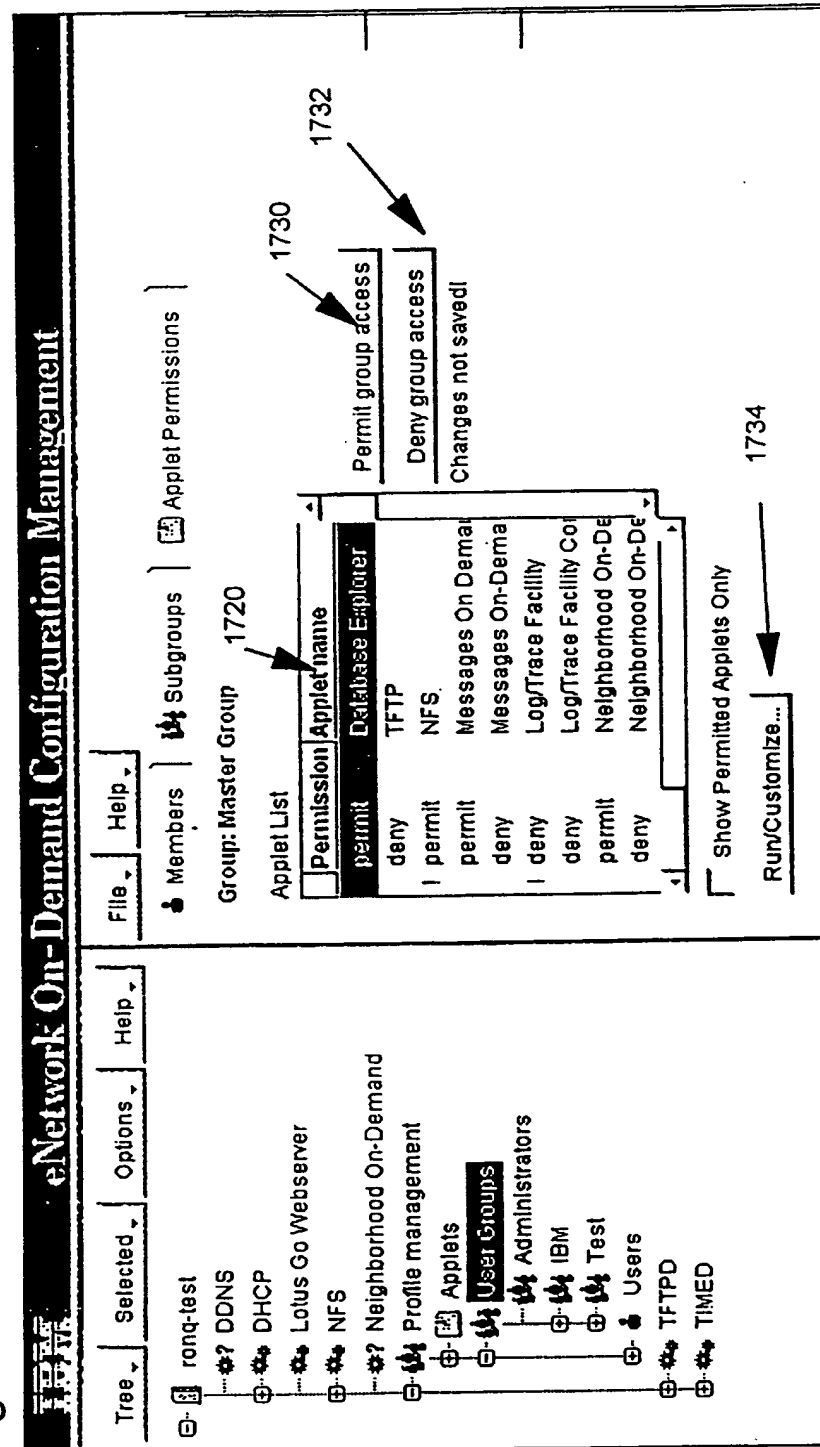 IBM eNetwork On-Demand Configuration Management
Tree Selected Options Help
ronq-test
? DDNS
DHCP
Lotus Go Webserver
NFS
? Neighborhood On-Demand
Profile management
Applets
User Groups
Administrators
IBM
Test
Users
TFTPD
TIMED
File Help
Members Subgroups Applet Permissions
Group: Master Group
1720
Applet List
Permission Applet name
permit Database Explorer
deny TFTP
! permit NFS
permit Messages On Deman
deny Messages On-Dema
! deny Log/Trace Facility
deny Log/Trace Facility Co
permit Neighborhood On-De
deny Neighborhood On-De
Show Permitted Applets Only
Run/Customize...
1734
Permit group access
1730
Deny group access
1732
Changes not saved!